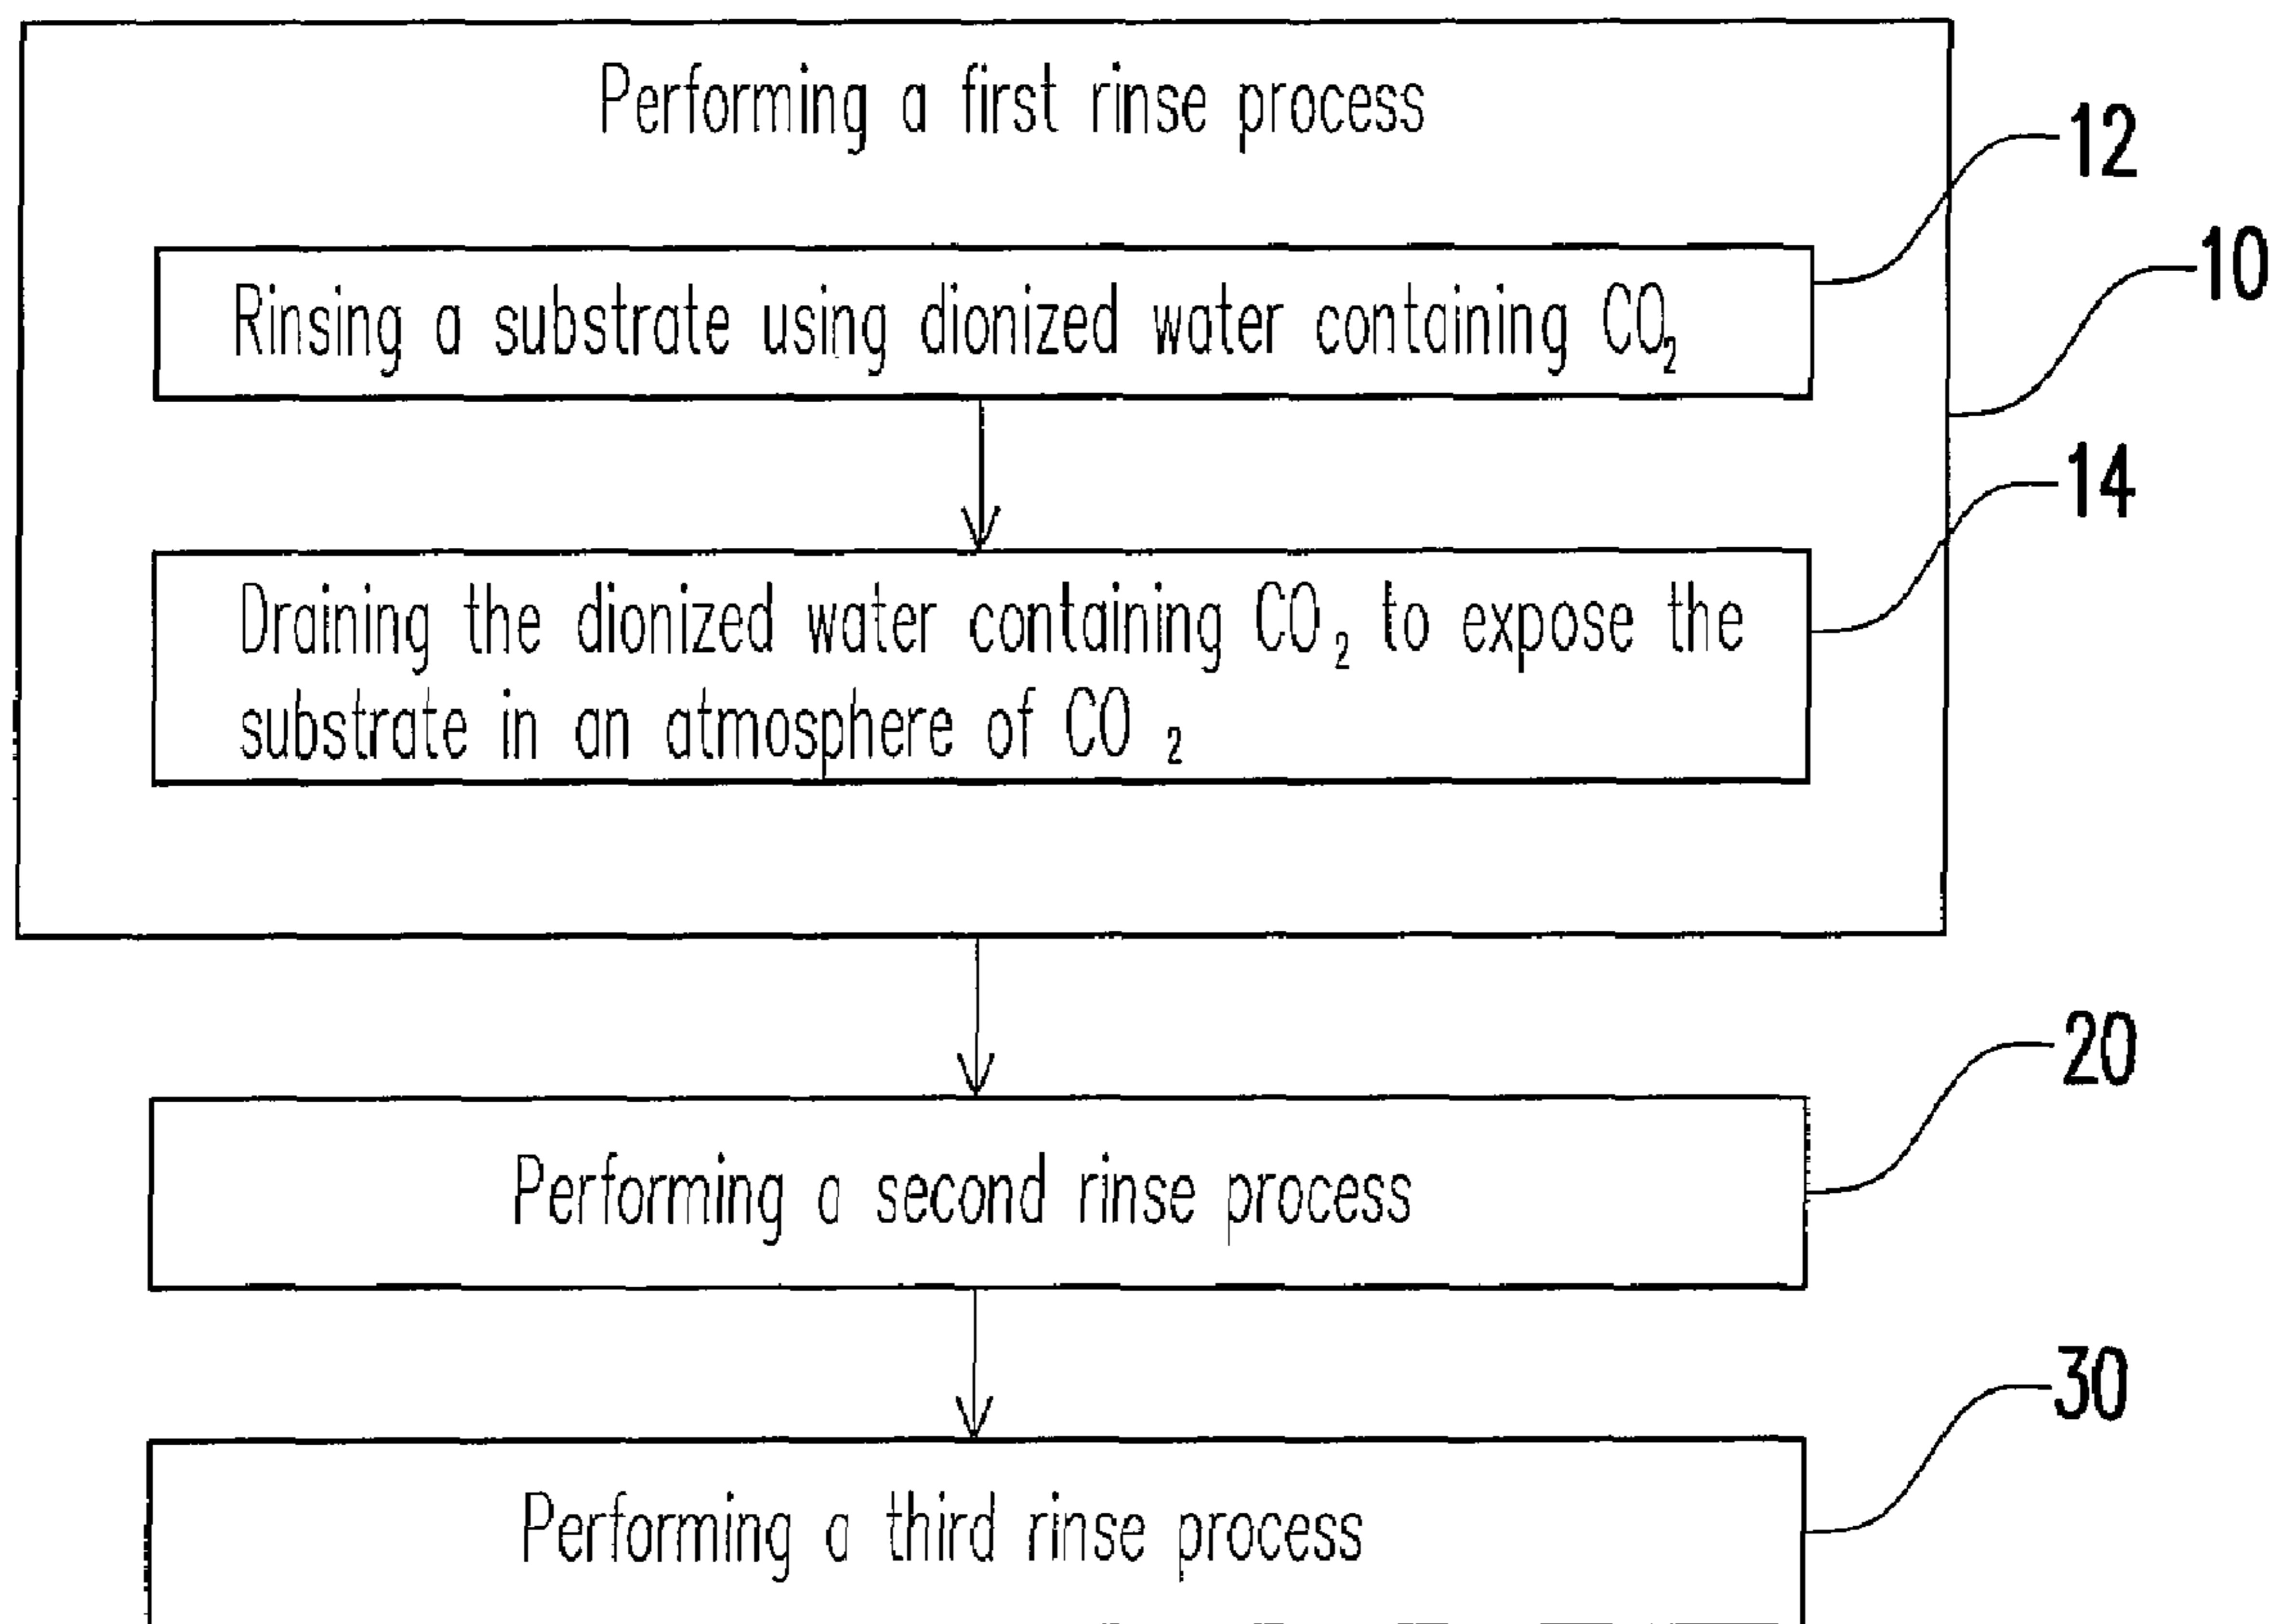 Performing a first rinse process
12
Rinsing a substrate using dionized water containing CO₂
10
14
Draining the dionized water containing CO₂ to expose the
substrate in an atmosphere of CO₂
20
Performing a second rinse process
30
Performing a third rinse process